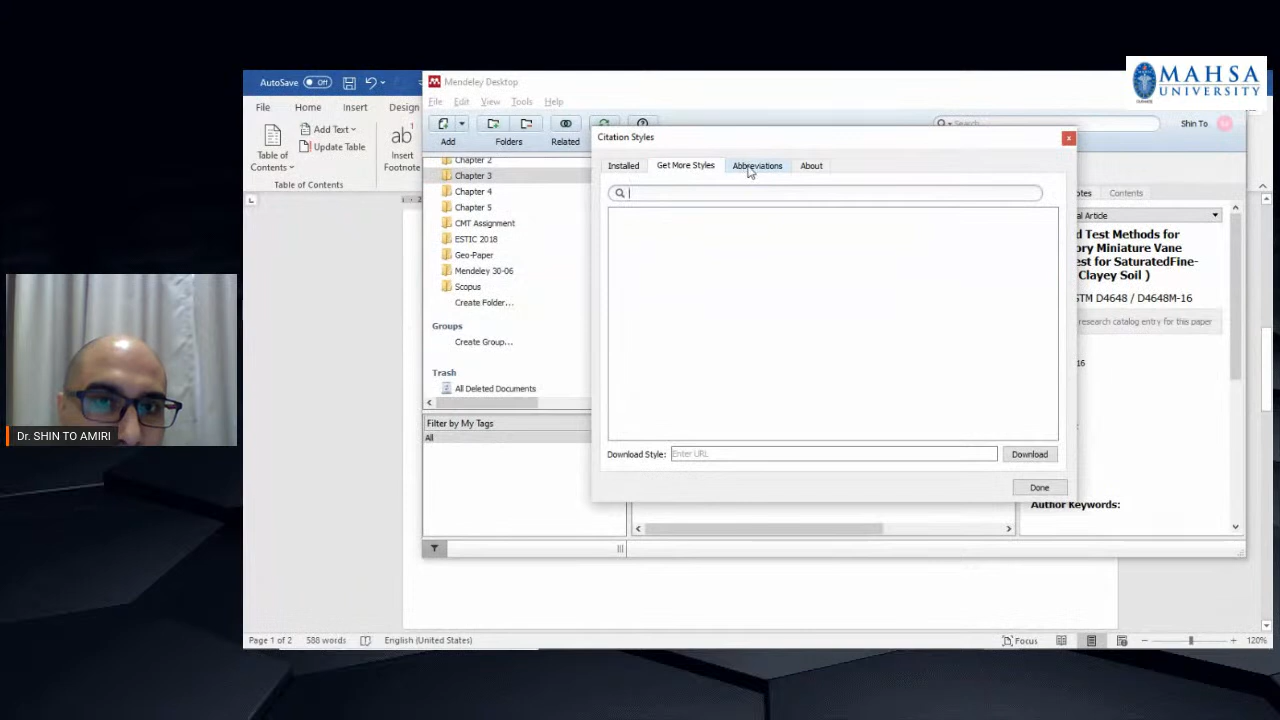 MAHSA
UNIVERSITY
AutoSave Off
File Home Insert Design
Table of
Contents
Add Text
Update Table
Table of Contents
ab
Insert
Footnote
Mendeley Desktop
File Edit View Tools Help
Add Folders Related
Search...
Shin To
Chapter 2
Chapter 3
Chapter 4
Chapter 5
CMT Assignment
ESTIC 2018
Geo-Paper
Mendeley 30-06
Scopus
Create Folder...
Groups
Create Group...
Trash
All Deleted Documents
Filter by My Tags
All
Citation Styles
Installed Get More Styles Abbreviations About
Download Style: Enter URL Download
Done
otes Contents
al Article
d Test Methods for
ory Miniature Vane
est for SaturatedFine-
Clayey Soil )
STM D4648 / D4648M-16
research catalog entry for this paper
16
Author Keywords:
Dr. SHIN TO AMIRI
Page 1 of 2 588 words English (United States)
Focus 120%